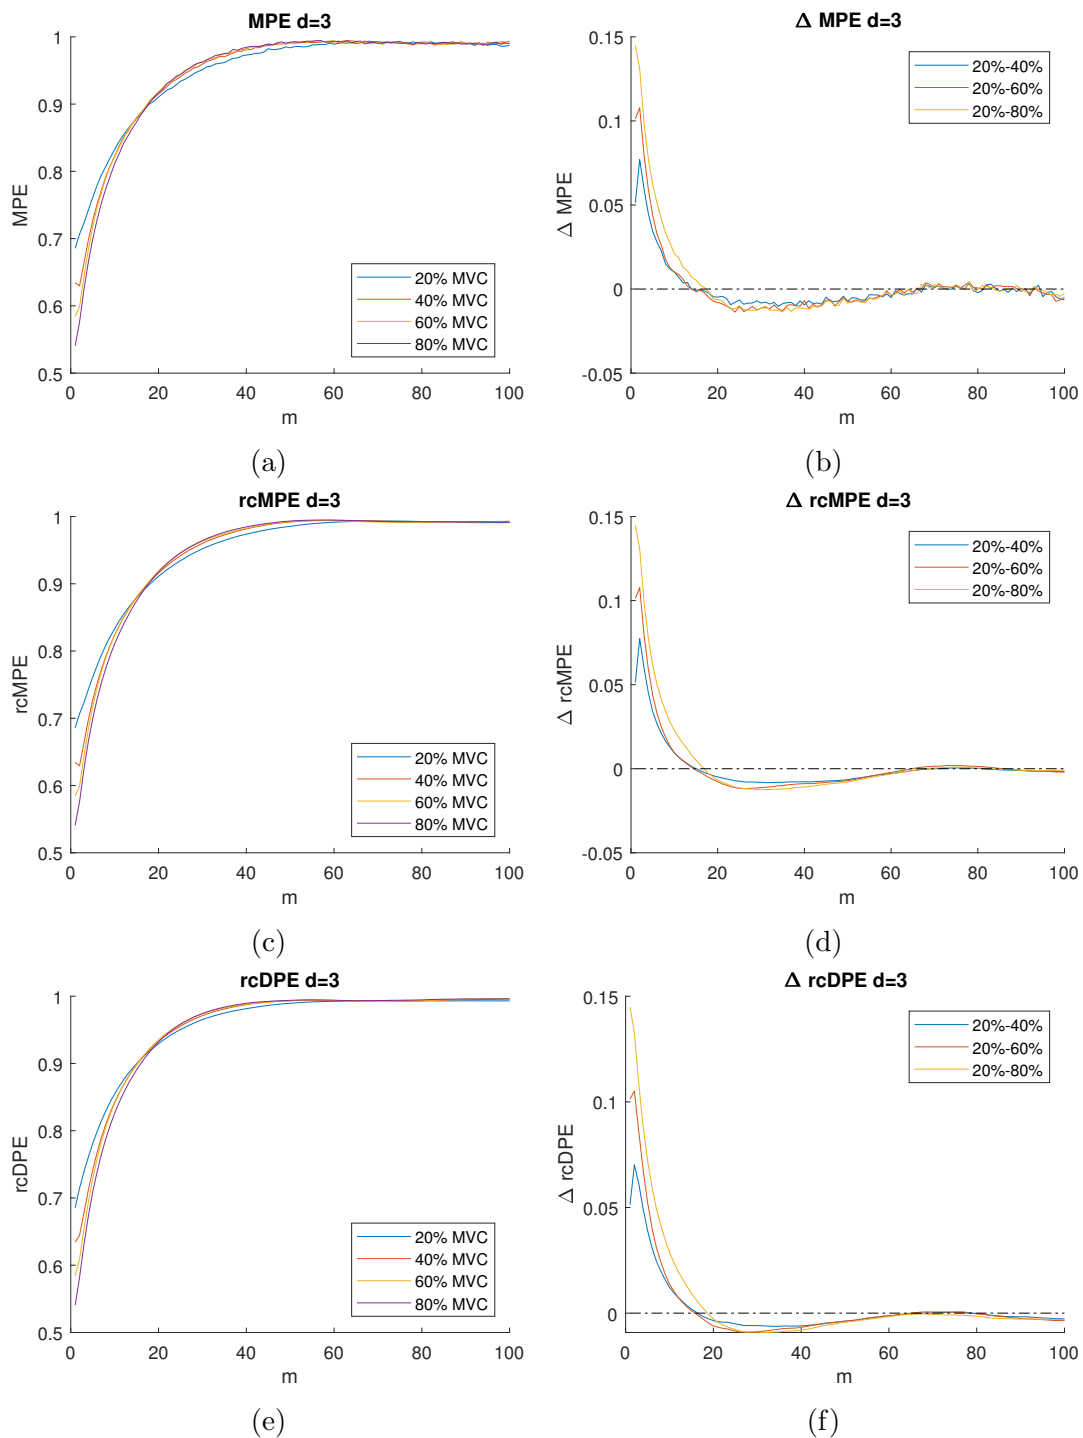 MPE d=3
1
0.9
0.8
0.7
0.6
0.5
MPE
20% MVC
40% MVC
60% MVC
80% MVC
0 20 40 60 80 100
m
(a)
Δ MPE d=3
0.15
0.1
0.05
0
-0.05
Δ MPE
20%-40%
20%-60%
20%-80%
0 20 40 60 80 100
m
(b)
rcMPE d=3
1
0.9
0.8
0.7
0.6
0.5
rcMPE
20% MVC
40% MVC
60% MVC
80% MVC
0 20 40 60 80 100
m
(c)
Δ rcMPE d=3
0.15
0.1
0.05
0
-0.05
Δ rcMPE
20%-40%
20%-60%
20%-80%
0 20 40 60 80 100
m
(d)
rcDPE d=3
1
0.9
0.8
0.7
0.6
0.5
rcDPE
20% MVC
40% MVC
60% MVC
80% MVC
0 20 40 60 80 100
m
(e)
Δ rcDPE d=3
0.15
0.1
0.05
0
Δ rcDPE
20%-40%
20%-60%
20%-80%
0 20 40 60 80 100
m
(f)